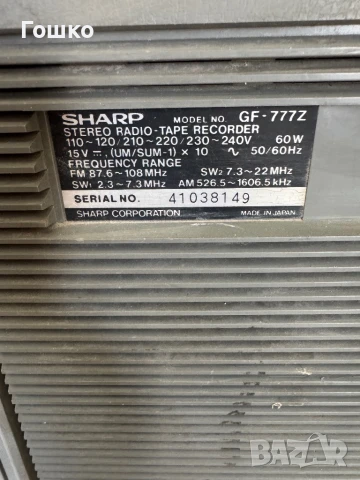 Гошко
SHARP MODEL NO. GF-777Z
STEREO RADIO-TAPE RECORDER
110~120/210~220/230~240V 60W
15V ⎓, (UM/SUM-1) × 10 ∿ 50/60Hz
FREQUENCY RANGE
FM 87.6~108MHz SW2 7.3~22MHz
SW1 2.3~7.3MHz AM 526.5~1606.5kHz
SERIAL NO. 41038149
SHARP CORPORATION MADE IN JAPAN
BAZAR